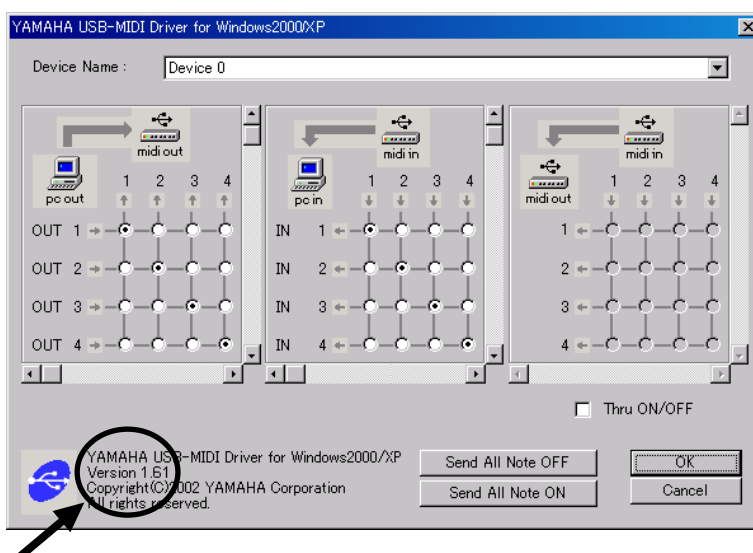 YAMAHA USB-MIDI Driver for Windows2000/XP
Device Name : Device 0
midi out
pc out 1 2 3 4
OUT 1
OUT 2
OUT 3
OUT 4
midi in
pc in 1 2 3 4
IN 1
IN 2
IN 3
IN 4
midi in
midi out 1 2 3 4
1
2
3
4
Thru ON/OFF
YAMAHA USB-MIDI Driver for Windows2000/XP
Version 1.61
Copyright(C)2002 YAMAHA Corporation
All rights reserved.
Send All Note OFF
Send All Note ON
OK
Cancel